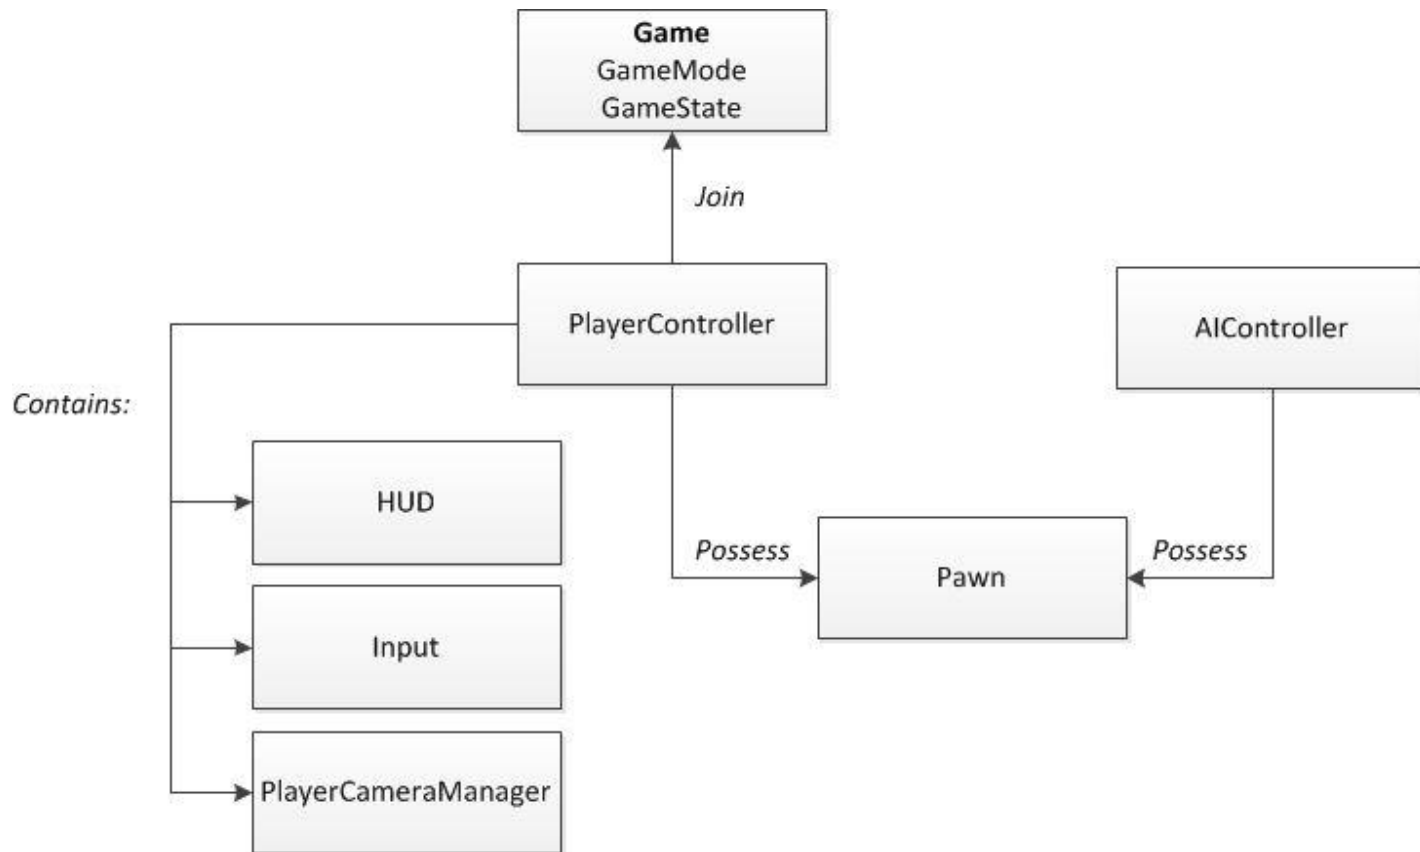 Game
GameMode
GameState
Join
PlayerController
AIController
Contains:
HUD
Possess
Possess
Pawn
Input
PlayerCameraManager